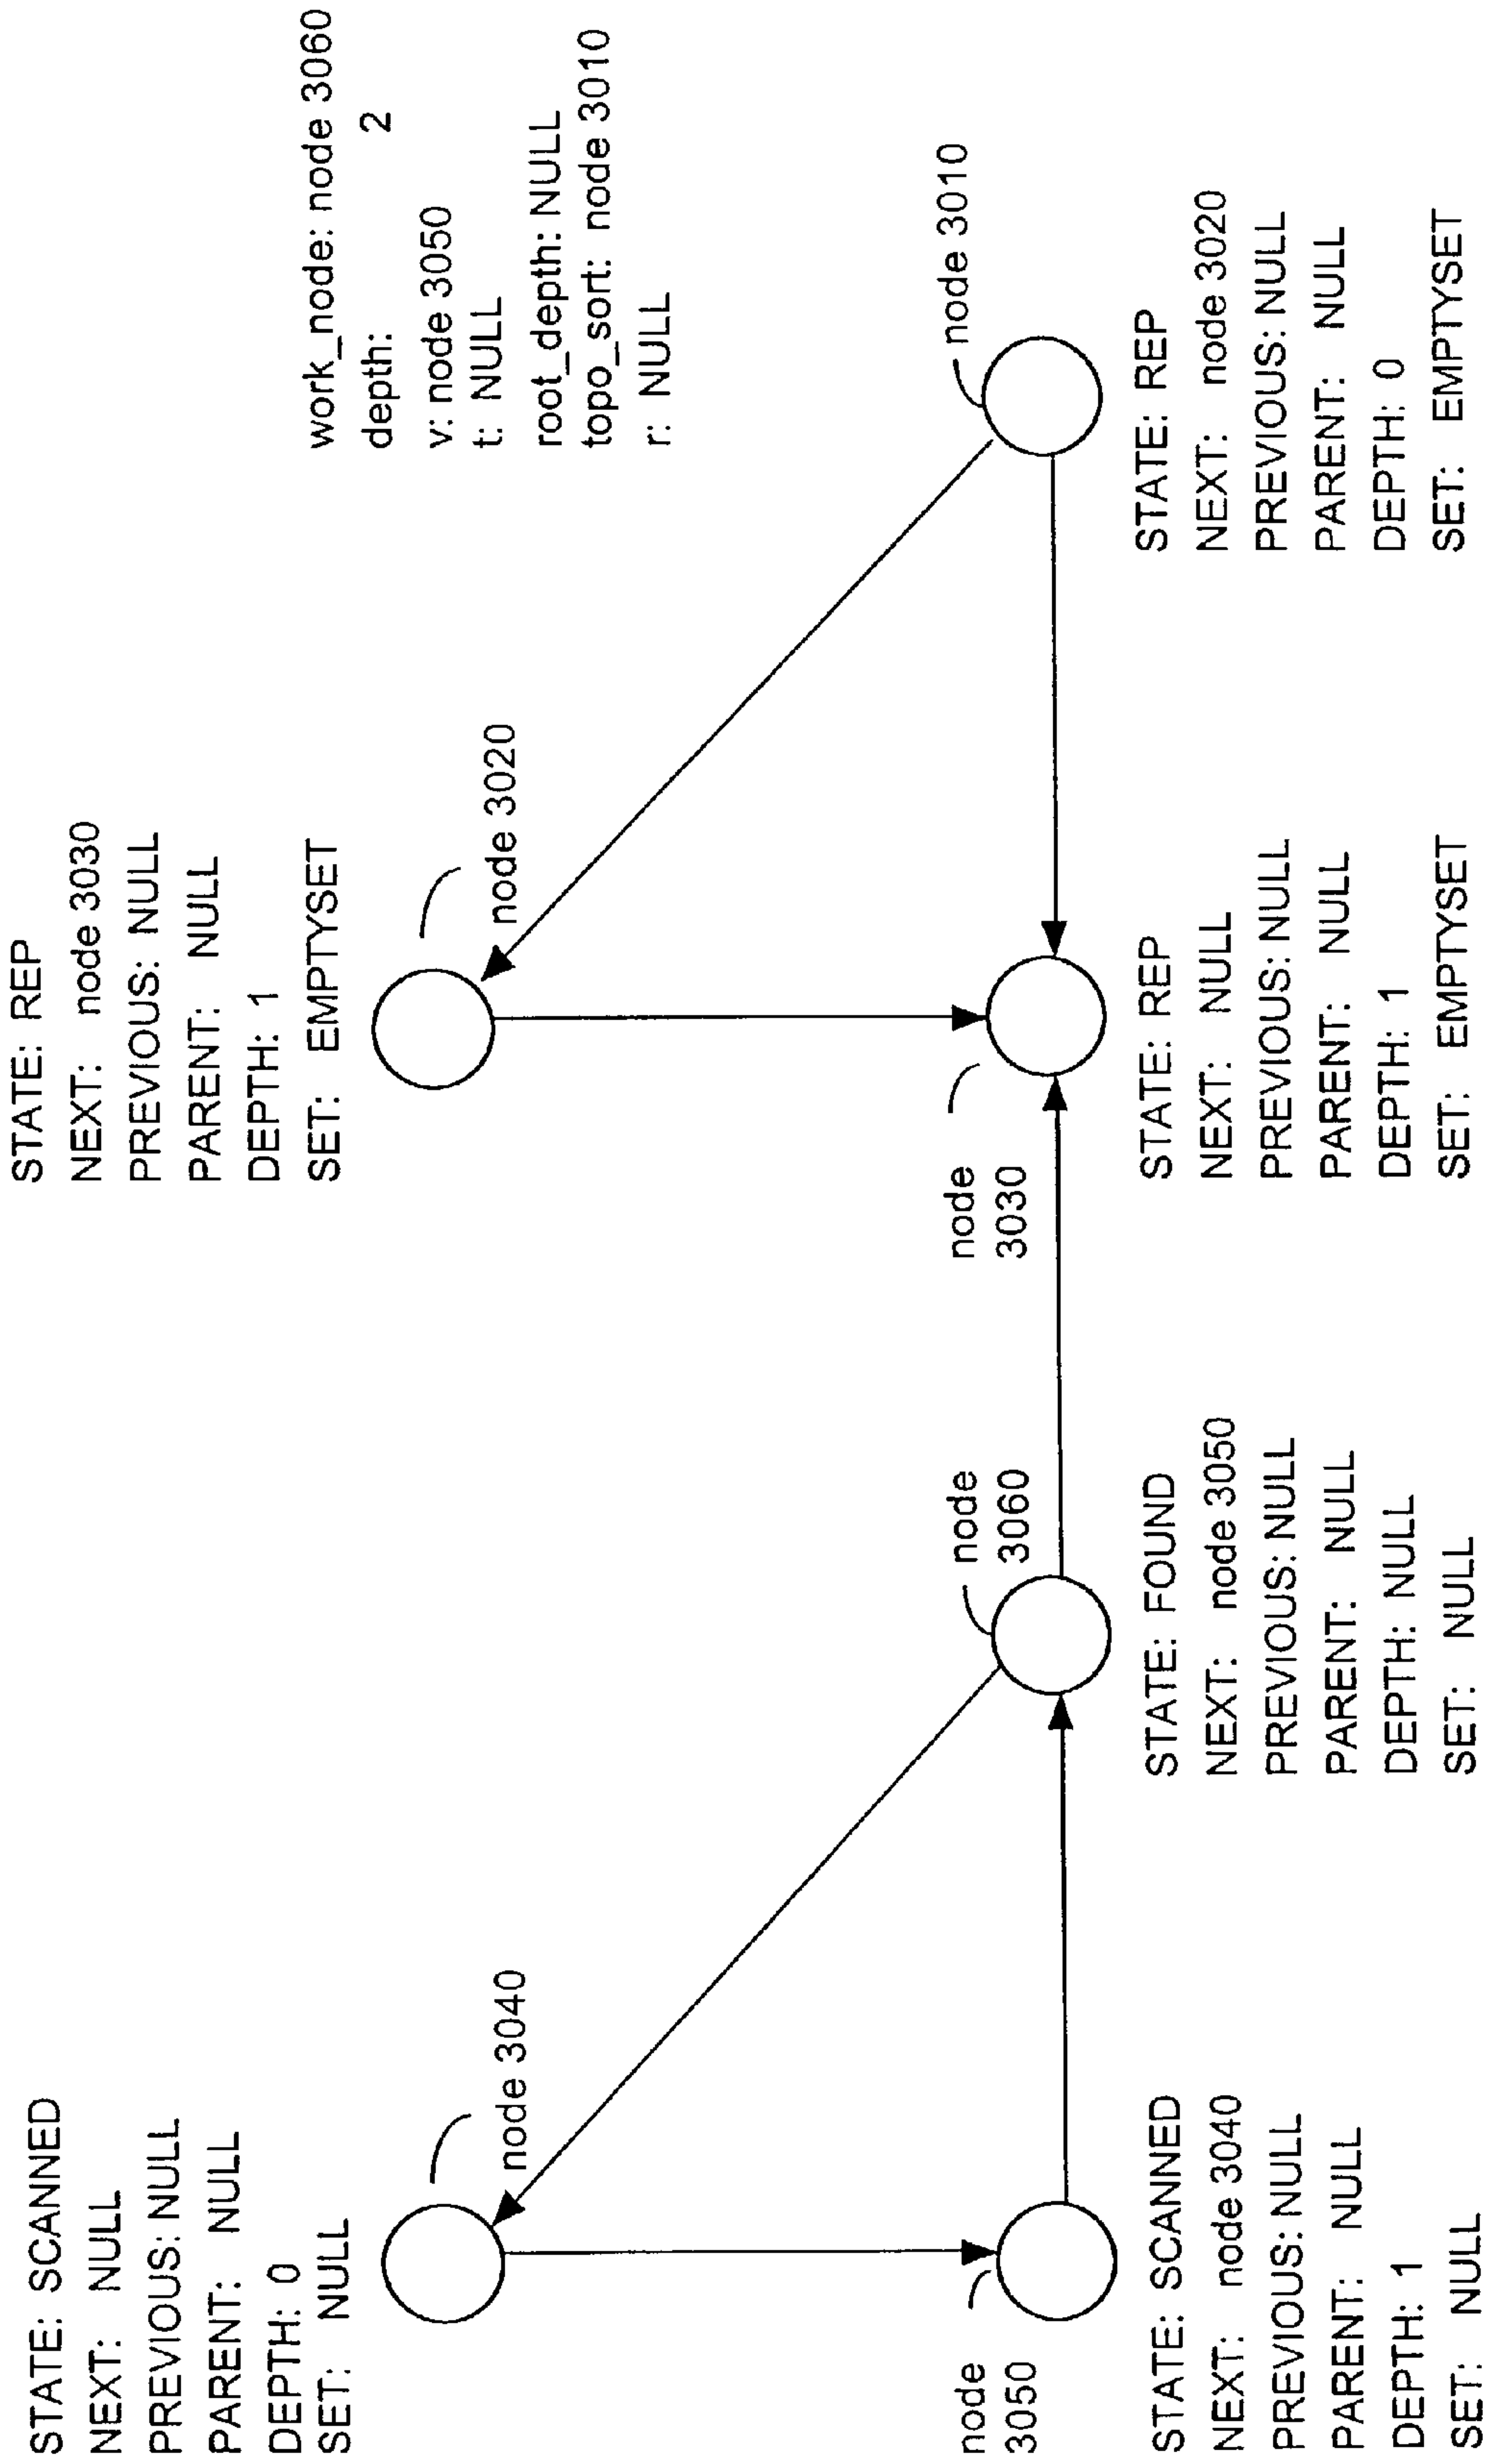 STATE: SCANNED
NEXT: NULL
PREVIOUS: NULL
PARENT: NULL
DEPTH: 0
SET: NULL
node 3040
STATE: REP
NEXT: node 3030
PREVIOUS: NULL
PARENT: NULL
DEPTH: 1
SET: EMPTYSET
node 3020
work_node: node 3060
depth: 2
v: node 3050
t: NULL
root_depth: NULL
topo_sort: node 3010
r: NULL
node
3050
STATE: SCANNED
NEXT: node 3040
PREVIOUS: NULL
PARENT: NULL
DEPTH: 1
SET: NULL
node
3060
STATE: FOUND
NEXT: node 3050
PREVIOUS: NULL
PARENT: NULL
DEPTH: NULL
SET: NULL
node
3030
STATE: REP
NEXT: NULL
PREVIOUS: NULL
PARENT: NULL
DEPTH: 1
SET: EMPTYSET
node 3010
STATE: REP
NEXT: node 3020
PREVIOUS: NULL
PARENT: NULL
DEPTH: 0
SET: EMPTYSET